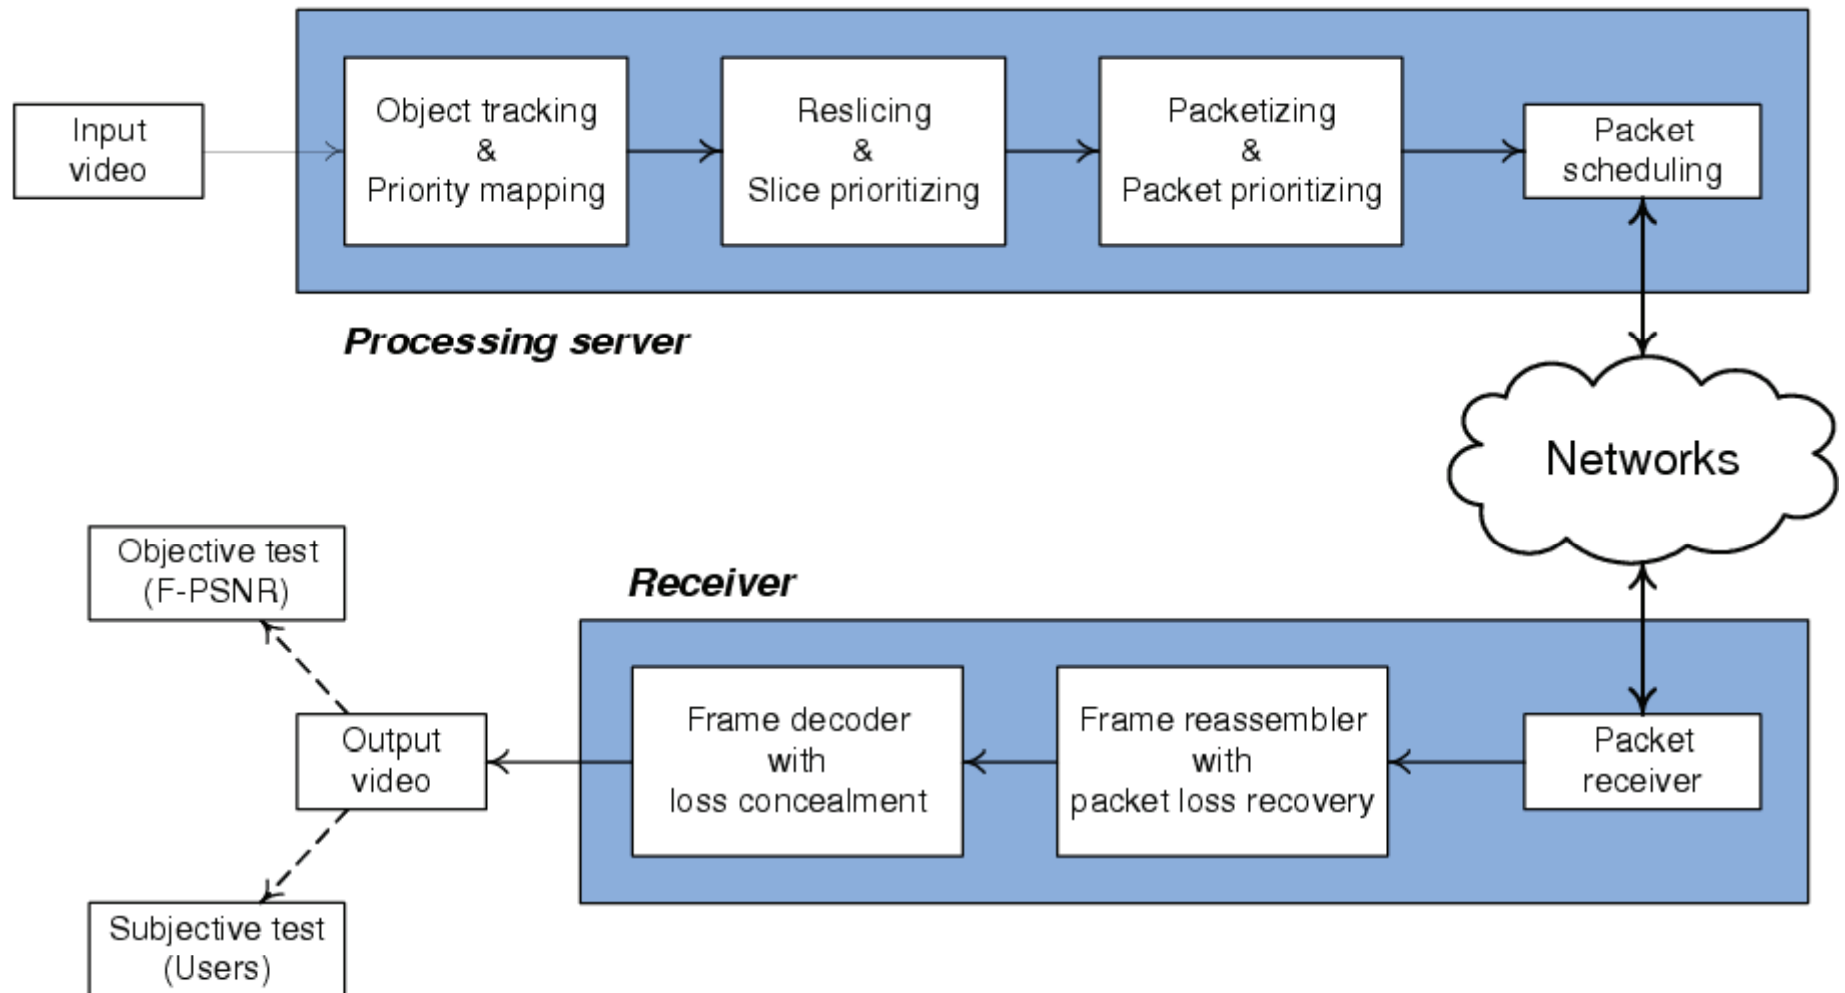 Input
video
Object tracking
&
Priority mapping
Reslicing
&
Slice prioritizing
Packetizing
&
Packet prioritizing
Packet
scheduling
Processing server
Networks
Receiver
Packet
receiver
Frame reassembler
with
packet loss recovery
Frame decoder
with
loss concealment
Output
video
Objective test
(F-PSNR)
Subjective test
(Users)